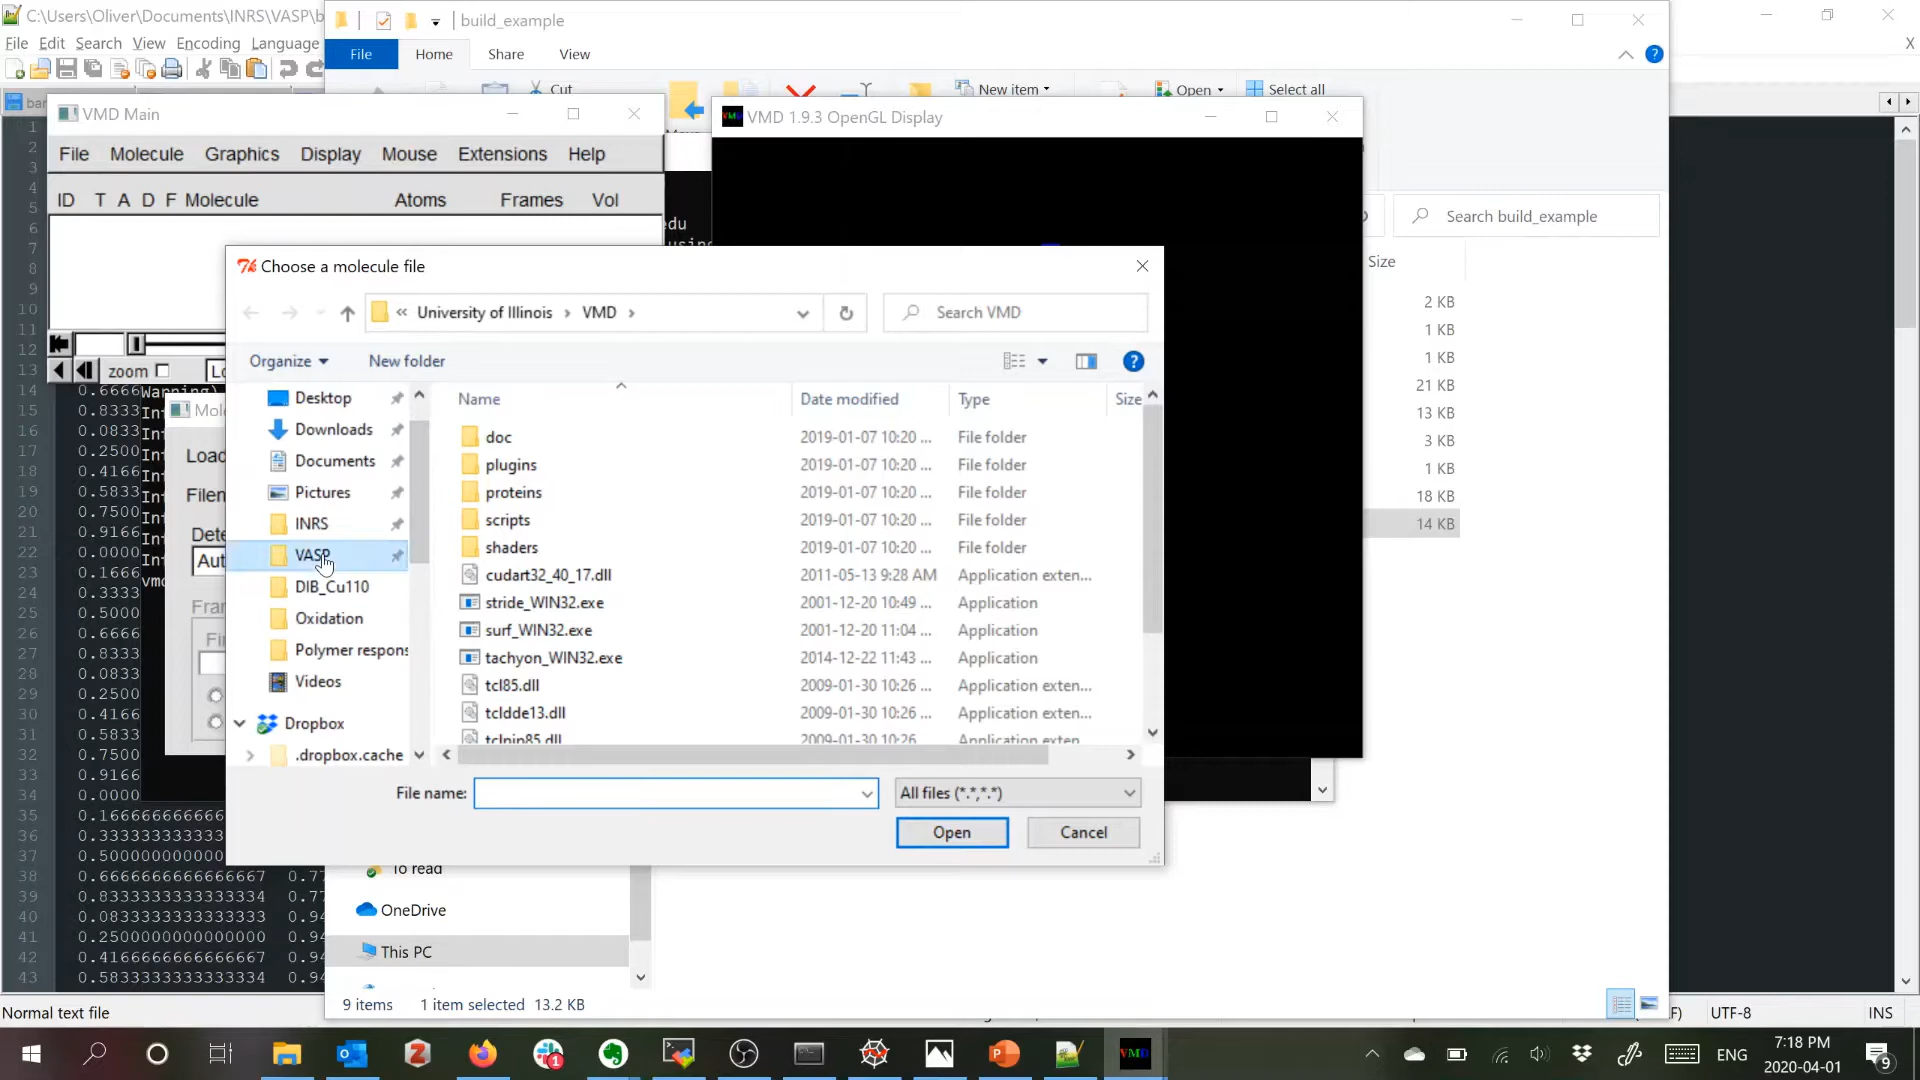 C:\Users\Oliver\Documents\INRS\VASP\b
build_example
File Edit Search View Encoding Language
File Home Share View
Cut
New item
Open
Select all
VMD Main
VMD 1.9.3 OpenGL Display
File Molecule Graphics Display Mouse Extensions Help
ID T A D F Molecule Atoms Frames Vol
Search build_example
Size
2 KB
1 KB
1 KB
21 KB
13 KB
3 KB
1 KB
18 KB
14 KB
Choose a molecule file
« University of Illinois › VMD ›
Search VMD
Organize
New folder
zoom
Name Date modified Type Size
Desktop
Downloads
Documents
Pictures
INRS
VASP
DIB_Cu110
Oxidation
Polymer respons
Videos
Dropbox
.dropbox.cache
doc 2019-01-07 10:20 ... File folder
plugins 2019-01-07 10:20 ... File folder
proteins 2019-01-07 10:20 ... File folder
scripts 2019-01-07 10:20 ... File folder
shaders 2019-01-07 10:20 ... File folder
cudart32_40_17.dll 2011-05-13 9:28 AM Application exten...
stride_WIN32.exe 2001-12-20 10:49 ... Application
surf_WIN32.exe 2001-12-20 11:04 ... Application
tachyon_WIN32.exe 2014-12-22 11:43 ... Application
tcl85.dll 2009-01-30 10:26 ... Application exten...
tcldde13.dll 2009-01-30 10:26 ... Application exten...
File name:
All files (*.*,*.*)
Open Cancel
14 0.6666
15 0.8333
16 0.0833
17 0.2500
18 0.4166
19 0.5833
20 0.7500
21 0.9166
22 0.0000
23 0.1666
24 0.3333
25 0.5000
26 0.6666
27 0.8333
28 0.0833
29 0.2500
30 0.4166
31 0.5833
32 0.7500
33 0.9166
34 0.0000
35 0.166666666666
36 0.333333333333
37 0.500000000000
38 0.6666666666666667 0.77
39 0.8333333333333334 0.77
40 0.0833333333333333 0.94
41 0.2500000000000000 0.94
42 0.4166666666666667 0.94
43 0.5833333333333334 0.94
To read
OneDrive
This PC
9 items 1 item selected 13.2 KB
Normal text file
UTF-8 INS
ENG
7:18 PM
2020-04-01
9